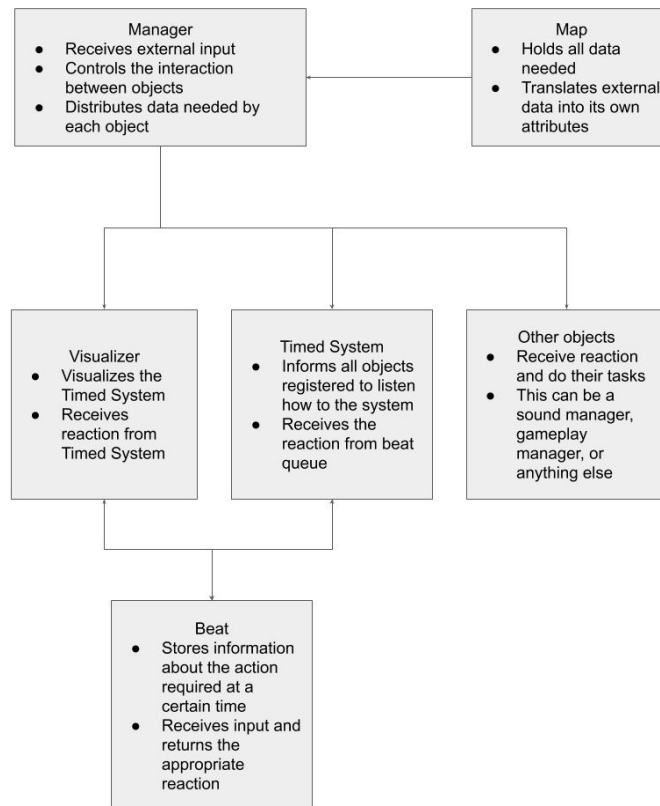 Manager
● Receives external input
● Controls the interaction
between objects
● Distributes data needed by
each object
Map
● Holds all data
needed
● Translates external
data into its own
attributes
Visualizer
● Visualizes the
Timed System
● Receives
reaction from
Timed System
Timed System
● Informs all objects
registered to listen
how to the system
● Receives the
reaction from beat
queue
Other objects
● Receive reaction
and do their tasks
● This can be a
sound manager,
gameplay
manager, or
anything else
Beat
● Stores information
about the action
required at a
certain time
● Receives input and
returns the
appropriate
reaction